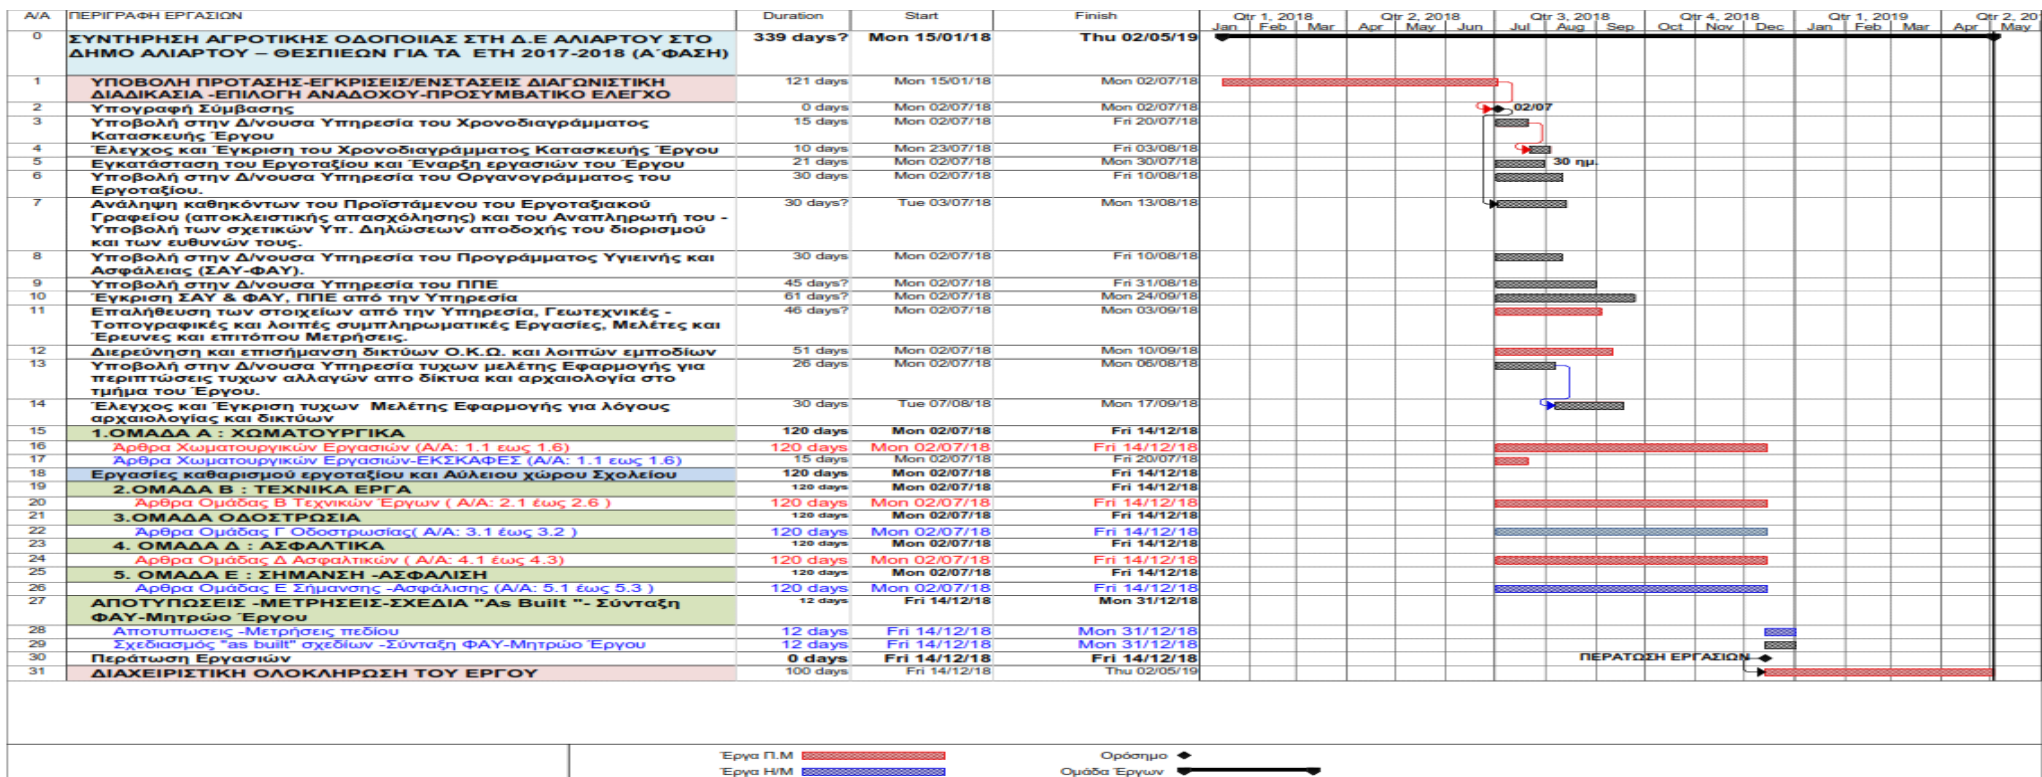 Α/Α ΠΕΡΙΓΡΑΦΗ ΕΡΓΑΣΙΩΝ Duration Start Finish Qtr 1, 2018 Qtr 2, 2018 Qtr 3, 2018 Qtr 4, 2018 Qtr 1, 2019 Qtr 2, 201
Jan Feb Mar Apr May Jun Jul Aug Sep Oct Nov Dec Jan Feb Mar Apr May
0 ΣΥΝΤΗΡΗΣΗ ΑΓΡΟΤΙΚΗΣ ΟΔΟΠΟΙΙΑΣ ΣΤΗ Δ.Ε ΑΛΙΑΡΤΟΥ ΣΤΟ 339 days? Mon 15/01/18 Thu 02/05/19
ΔΗΜΟ ΑΛΙΑΡΤΟΥ – ΘΕΣΠΙΕΩΝ ΓΙΑ ΤΑ ΕΤΗ 2017-2018 (Α΄ΦΑΣΗ)
1 ΥΠΟΒΟΛΗ ΠΡΟΤΑΣΗΣ-ΕΓΚΡΙΣΕΙΣ/ΕΝΣΤΑΣΕΙΣ ΔΙΑΓΩΝΙΣΤΙΚΗ 121 days Mon 15/01/18 Mon 02/07/18
ΔΙΑΔΙΚΑΣΙΑ -ΕΠΙΛΟΓΗ ΑΝΑΔΟΧΟΥ-ΠΡΟΣΥΜΒΑΤΙΚΟ ΕΛΕΓΧΟ
2 Υπογραφή Σύμβασης 0 days Mon 02/07/18 Mon 02/07/18 02/07
3 Υποβολή στην Δ/νουσα Υπηρεσία του Χρονοδιαγράμματος 15 days Mon 02/07/18 Fri 20/07/18
Κατασκευής Έργου
4 Έλεγχος και Έγκριση του Χρονοδιαγράμματος Κατασκευής Έργου 10 days Mon 23/07/18 Fri 03/08/18
5 Εγκατάσταση του Εργοταξίου και Έναρξη εργασιών του Έργου 21 days Mon 02/07/18 Mon 30/07/18 30 ημ.
6 Υποβολή στην Δ/νουσα Υπηρεσία του Οργανογράμματος του 30 days Mon 02/07/18 Fri 10/08/18
Εργοταξίου.
7 Ανάληψη καθηκόντων του Προϊστάμενου του Εργοταξιακού 30 days? Tue 03/07/18 Mon 13/08/18
Γραφείου (αποκλειστικής απασχόλησης) και του Αναπληρωτή του -
Υποβολή των σχετικών Υπ. Δηλώσεων αποδοχής του διορισμού
και των ευθυνών τους.
8 Υποβολή στην Δ/νουσα Υπηρεσία του Προγράμματος Υγιεινής και 30 days Mon 02/07/18 Fri 10/08/18
Ασφάλειας (ΣΑΥ-ΦΑΥ).
9 Υποβολή στην Δ/νουσα Υπηρεσία του ΠΠΕ 45 days? Mon 02/07/18 Fri 31/08/18
10 Έγκριση ΣΑΥ & ΦΑΥ, ΠΠΕ από την Υπηρεσία 61 days? Mon 02/07/18 Mon 24/09/18
11 Επαλήθευση των στοιχείων από την Υπηρεσία, Γεωτεχνικές - 46 days? Mon 02/07/18 Mon 03/09/18
Τοπογραφικές και λοιπές συμπληρωματικές Εργασίες, Μελέτες και
Έρευνες και επιτόπου Μετρήσεις.
12 Διερεύνηση και επισήμανση δικτύων Ο.Κ.Ω. και λοιπών εμποδίων 51 days Mon 02/07/18 Mon 10/09/18
13 Υποβολή στην Δ/νουσα Υπηρεσία τυχων μελέτης Εφαρμογής για 26 days Mon 02/07/18 Mon 06/08/18
περιπτώσεις τυχων αλλαγών απο δίκτυα και αρχαιολογία στο
τμήμα του Έργου.
14 Έλεγχος και Έγκριση τυχων Μελέτης Εφαρμογής για λόγους 30 days Tue 07/08/18 Mon 17/09/18
αρχαιολογίας και δικτύων
15 1.ΟΜΑΔΑ Α : ΧΩΜΑΤΟΥΡΓΙΚΑ 120 days Mon 02/07/18 Fri 14/12/18
16 Άρθρα Χωματουργικών Εργασιών (Α/Α: 1.1 εως 1.6) 120 days Mon 02/07/18 Fri 14/12/18
17 Άρθρα Χωματουργικών Εργασιών-ΕΚΣΚΑΦΕΣ (Α/Α: 1.1 εως 1.6) 15 days Mon 02/07/18 Fri 20/07/18
18 Εργασίες καθαρισμού εργοταξίου και Αύλειου χώρου Σχολείου 120 days Mon 02/07/18 Fri 14/12/18
19 2.ΟΜΑΔΑ Β : ΤΕΧΝΙΚΑ ΕΡΓΑ 120 days Mon 02/07/18 Fri 14/12/18
20 Άρθρα Ομάδας Β Τεχνικών Έργων ( Α/Α: 2.1 έως 2.6 ) 120 days Mon 02/07/18 Fri 14/12/18
21 3.ΟΜΑΔΑ ΟΔΟΣΤΡΩΣΙΑ 120 days Mon 02/07/18 Fri 14/12/18
22 Άρθρα Ομάδας Γ Οδοστρωσίας( Α/Α: 3.1 έως 3.2 ) 120 days Mon 02/07/18 Fri 14/12/18
23 4. ΟΜΑΔΑ Δ : ΑΣΦΑΛΤΙΚΑ 120 days Mon 02/07/18 Fri 14/12/18
24 Αρθρα Ομάδας Δ Ασφαλτικών ( Α/Α: 4.1 έως 4.3) 120 days Mon 02/07/18 Fri 14/12/18
25 5. ΟΜΑΔΑ Ε : ΣΗΜΑΝΣΗ -ΑΣΦΑΛΙΣΗ 120 days Mon 02/07/18 Fri 14/12/18
26 Άρθρα Ομάδας Ε Σήμανσης -Ασφάλισης (Α/Α: 5.1 έως 5.3 ) 120 days Mon 02/07/18 Fri 14/12/18
27 ΑΠΟΤΥΠΩΣΕΙΣ -ΜΕΤΡΗΣΕΙΣ-ΣΧΕΔΙΑ "As Built "- Σύνταξη 12 days Fri 14/12/18 Mon 31/12/18
ΦΑΥ-Μητρώο Έργου
28 Αποτυπωσεις -Μετρήσεις πεδίου 12 days Fri 14/12/18 Mon 31/12/18
29 Σχεδιασμός "as built" σχεδίων -Σύνταξη ΦΑΥ-Μητρώο Έργου 12 days Fri 14/12/18 Mon 31/12/18
30 Περάτωση Εργασιών 0 days Fri 14/12/18 Fri 14/12/18 ΠΕΡΑΤΩΣΗ ΕΡΓΑΣΙΩΝ
31 ΔΙΑΧΕΙΡΙΣΤΙΚΗ ΟΛΟΚΛΗΡΩΣΗ ΤΟΥ ΕΡΓΟΥ 100 days Fri 14/12/18 Thu 02/05/19
Έργα Π.Μ Ορόσημο
Έργα Η/Μ Ομάδα Έργων